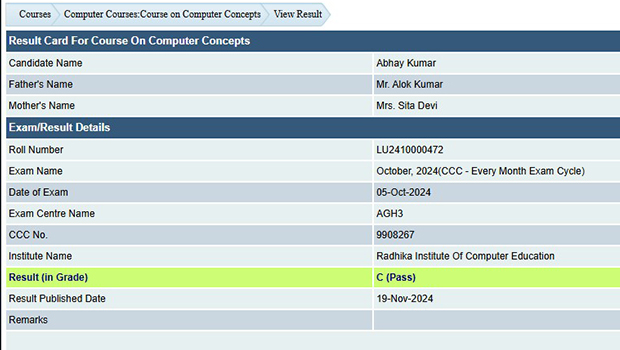 Courses Computer Courses:Course on Computer Concepts View Result
Result Card For Course On Computer Concepts
Candidate Name Abhay Kumar
Father's Name Mr. Alok Kumar
Mother's Name Mrs. Sita Devi
Exam/Result Details
Roll Number LU2410000472
Exam Name October, 2024(CCC - Every Month Exam Cycle)
Date of Exam 05-Oct-2024
Exam Centre Name AGH3
CCC No. 9908267
Institute Name Radhika Institute Of Computer Education
Result (in Grade) C (Pass)
Result Published Date 19-Nov-2024
Remarks